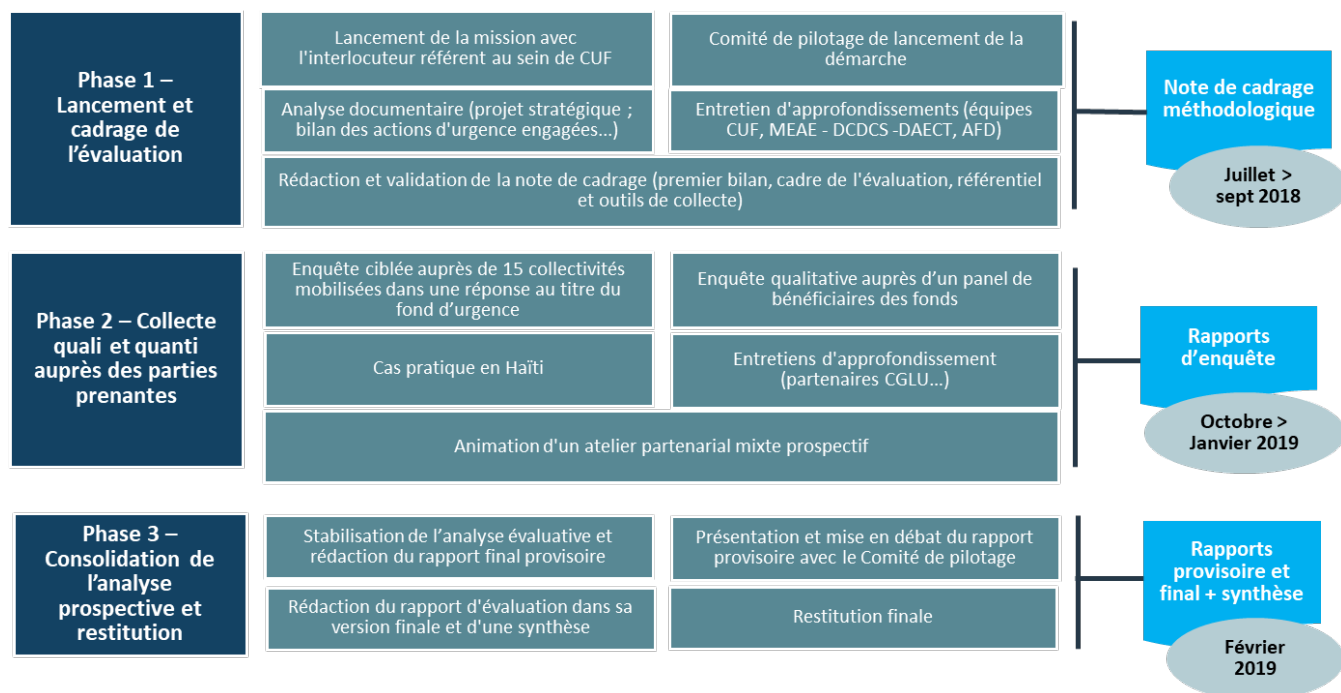 Phase 1 –
Lancement et
cadrage de
l’évaluation
Lancement de la mission avec
l'interlocuteur référent au sein de CUF
Comité de pilotage de lancement de la
démarche
Analyse documentaire (projet stratégique ;
bilan des actions d'urgence engagées...)
Entretien d'approfondissements (équipes
CUF, MEAE - DCDCS -DAECT, AFD)
Rédaction et validation de la note de cadrage (premier bilan, cadre de l'évaluation, référentiel
et outils de collecte)
Note de cadrage
méthodologique
Juillet >
sept 2018
Phase 2 – Collecte
quali et quanti
auprès des parties
prenantes
Enquête ciblée auprès de 15 collectivités
mobilisées dans une réponse au titre du
fond d’urgence
Enquête qualitative auprès d’un panel de
bénéficiaires des fonds
Cas pratique en Haïti
Entretiens d'approfondissement
(partenaires CGLU...)
Animation d'un atelier partenarial mixte prospectif
Rapports
d’enquête
Octobre >
Janvier 2019
Phase 3 –
Consolidation de
l’analyse
prospective et
restitution
Stabilisation de l’analyse évaluative et
rédaction du rapport final provisoire
Présentation et mise en débat du rapport
provisoire avec le Comité de pilotage
Rédaction du rapport d'évaluation dans sa
version finale et d'une synthèse
Restitution finale
Rapports
provisoire et
final + synthèse
Février
2019